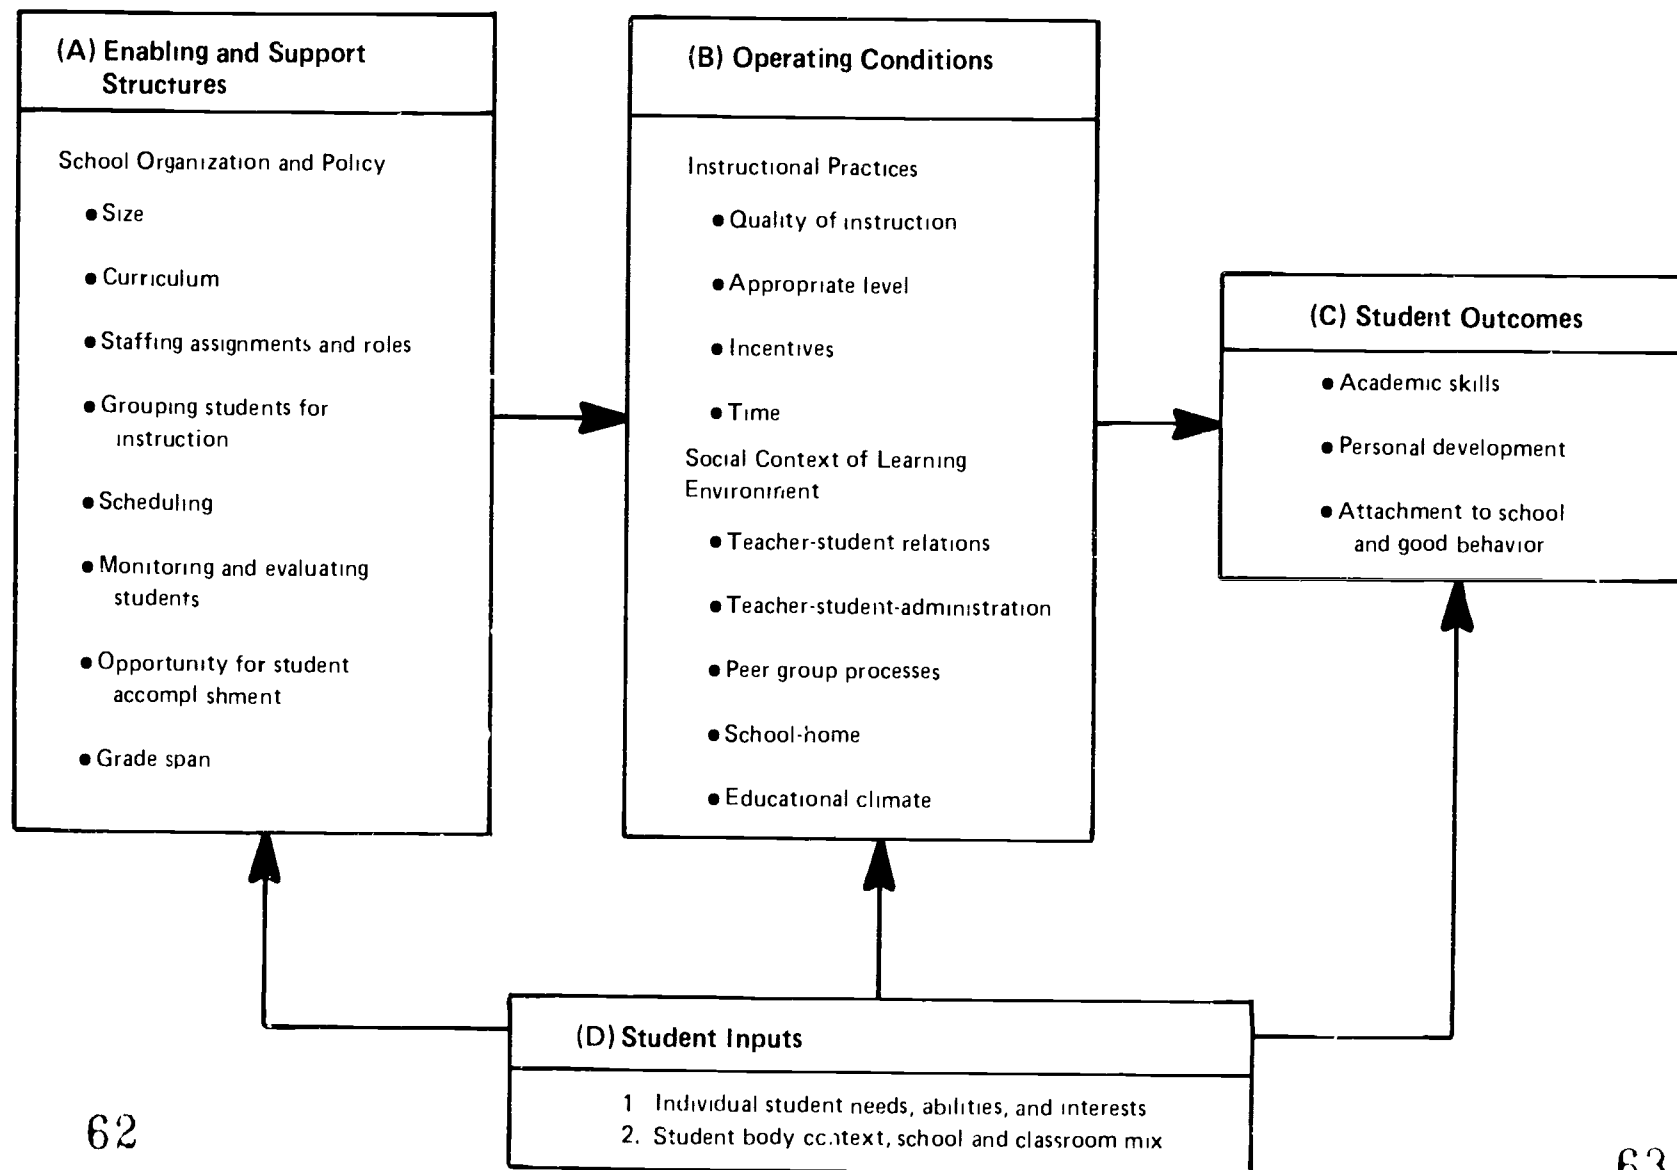 (A) Enabling and Support
Structures
School Organization and Policy
● Size
● Curriculum
● Staffing assignments and roles
● Grouping students for
instruction
● Scheduling
● Monitoring and evaluating
students
● Opportunity for student
accompl shment
● Grade span
(B) Operating Conditions
Instructional Practices
● Quality of instruction
● Appropriate level
● Incentives
● Time
Social Context of Learning
Environment
● Teacher-student relations
● Teacher-student-administration
● Peer group processes
● School-home
● Educational climate
(C) Student Outcomes
● Academic skills
● Personal development
● Attachment to school
and good behavior
(D) Student Inputs
1 Individual student needs, abilities, and interests
2. Student body context, school and classroom mix
62
63